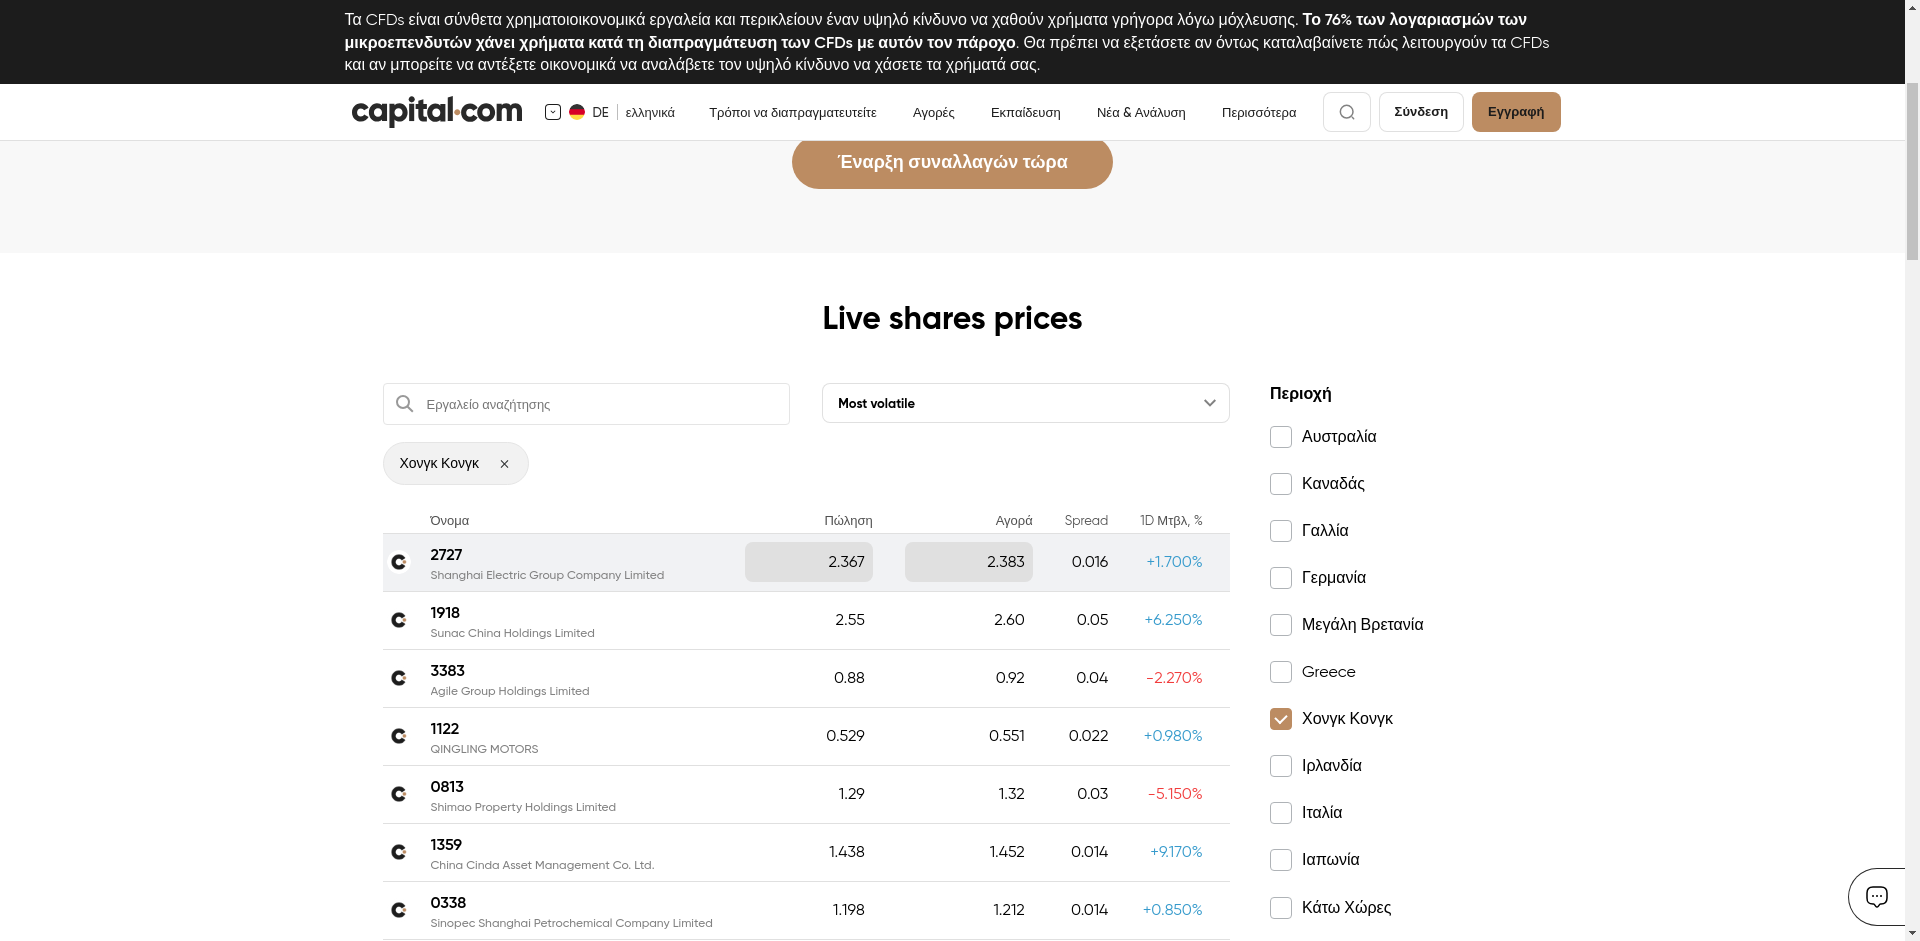 Τα CFDs είναι σύνθετα χρηματοιοικονομικά εργαλεία και περικλείουν έναν υψηλό κίνδυνο να χαθούν χρήματα γρήγορα λόγω μόχλευσης. Το 76% των λογαριασμών των
μικροεπενδυτών χάνει χρήματα κατά τη διαπραγμάτευση των CFDs με αυτόν τον πάροχο. Θα πρέπει να εξετάσετε αν όντως καταλαβαίνετε πώς λειτουργούν τα CFDs
και αν μπορείτε να αντέξετε οικονομικά να αναλάβετε τον υψηλό κίνδυνο να χάσετε τα χρήματά σας.
capital.com DE ελληνικά Τρόποι να διαπραγματευτείτε Αγορές Εκπαίδευση Νέα & Ανάλυση Περισσότερα Σύνδεση Εγγραφή
Έναρξη συναλλαγών τώρα
Live shares prices
Εργαλείο αναζήτησης
Most volatile
Χονγκ Κονγκ
Όνομα Πώληση Αγορά Spread 1D Μτβλ, %
2727 2.367 2.383 0.016 +1.700%
Shanghai Electric Group Company Limited
1918 2.55 2.60 0.05 +6.250%
Sunac China Holdings Limited
3383 0.88 0.92 0.04 -2.270%
Agile Group Holdings Limited
1122 0.529 0.551 0.022 +0.980%
QINGLING MOTORS
0813 1.29 1.32 0.03 -5.150%
Shimao Property Holdings Limited
1359 1.438 1.452 0.014 +9.170%
China Cinda Asset Management Co. Ltd.
0338 1.198 1.212 0.014 +0.850%
Sinopec Shanghai Petrochemical Company Limited
Περιοχή
Αυστραλία
Καναδάς
Γαλλία
Γερμανία
Μεγάλη Βρετανία
Greece
Χονγκ Κονγκ
Ιρλανδία
Ιταλία
Ιαπωνία
Κάτω Χώρες